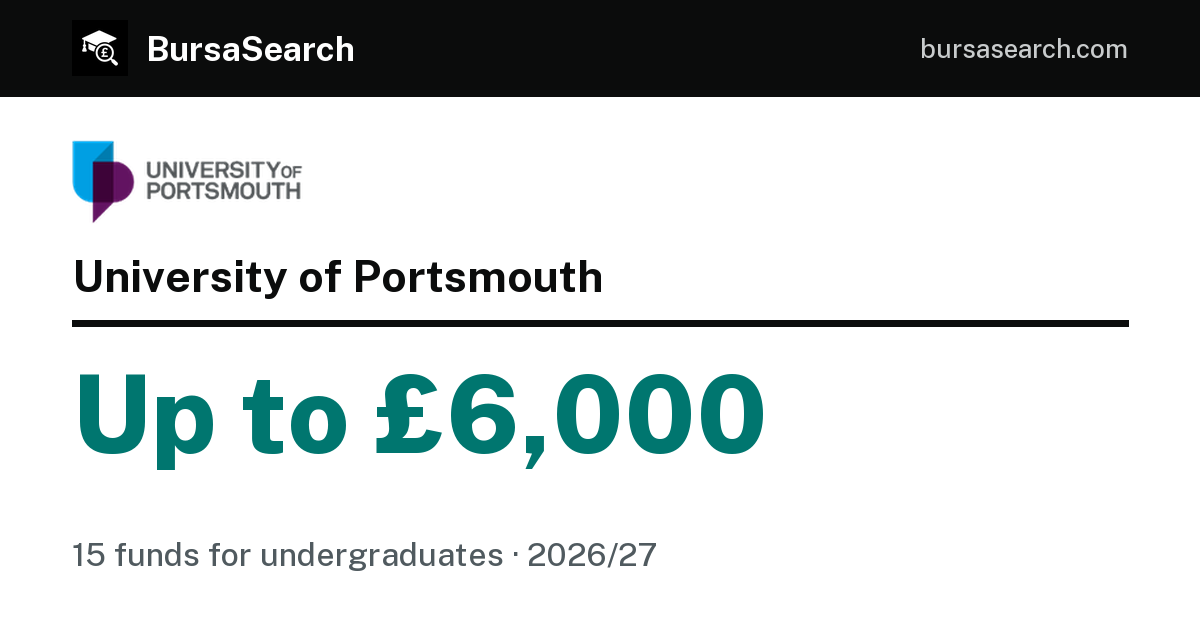 £
BursaSearch
bursasearch.com
UNIVERSITY OF
PORTSMOUTH
University of Portsmouth
Up to £6,000
15 funds for undergraduates · 2026/27